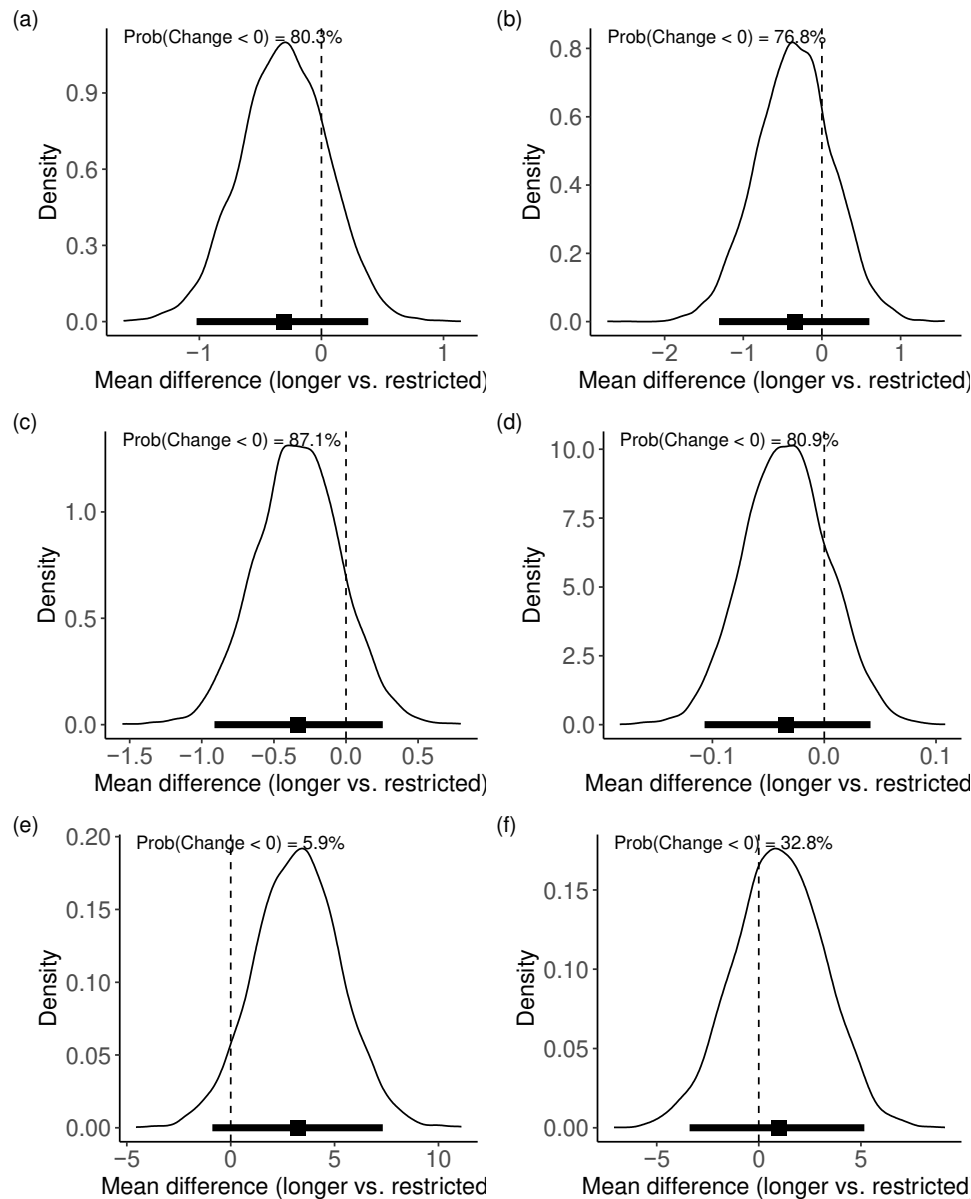 (a)
Prob(Change < 0) = 80.3%
Density
0.9
0.6
0.3
0.0
−1 0 1
Mean difference (longer vs. restricted)
(b)
Prob(Change < 0) = 76.8%
Density
0.8
0.6
0.4
0.2
0.0
−2 −1 0 1
Mean difference (longer vs. restricted
(c)
Prob(Change < 0) = 87.1%
Density
1.0
0.5
0.0
−1.5 −1.0 −0.5 0.0 0.5
Mean difference (longer vs. restricted)
(d)
Prob(Change < 0) = 80.9%
Density
10.0
7.5
5.0
2.5
0.0
−0.1 0.0 0.1
Mean difference (longer vs. restricted
(e)
Prob(Change < 0) = 5.9%
Density
0.20
0.15
0.10
0.05
0.00
−5 0 5 10
Mean difference (longer vs. restricted
(f)
Prob(Change < 0) = 32.8%
Density
0.15
0.10
0.05
0.00
−5 0 5
Mean difference (longer vs. restricted